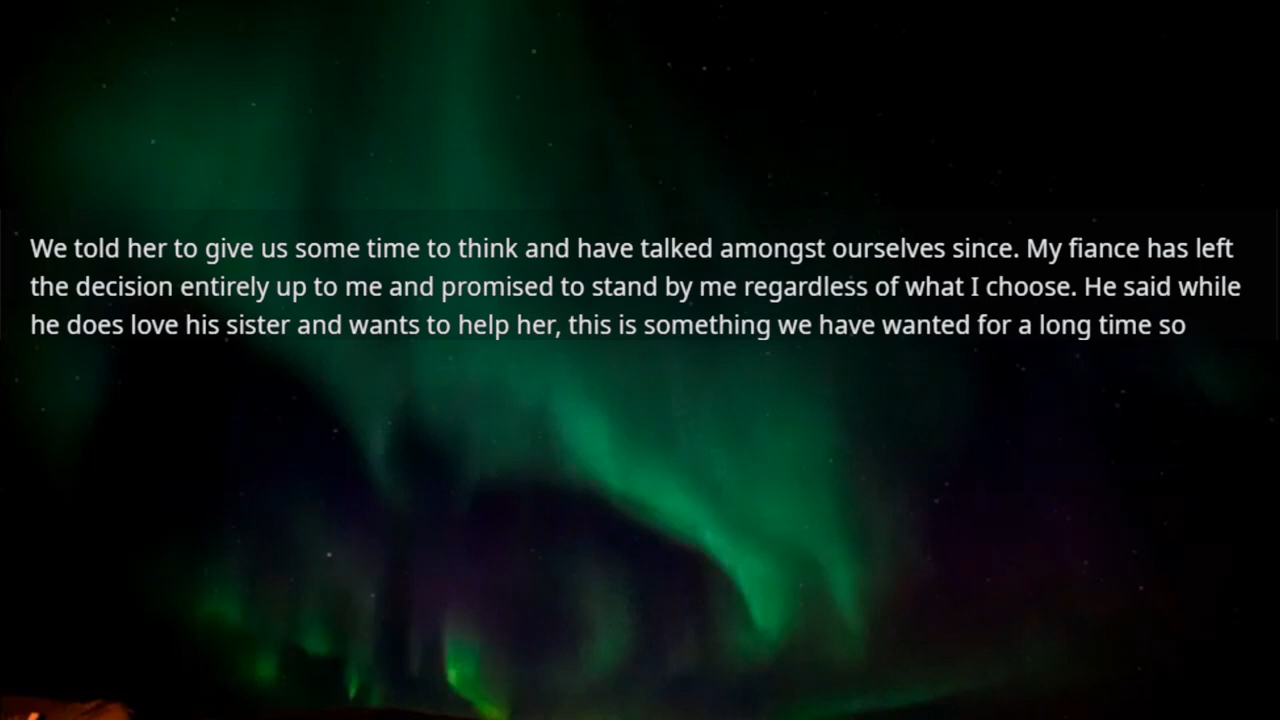 We told her to give us some time to think and have talked amongst ourselves since. My fiance has left
the decision entirely up to me and promised to stand by me regardless of what I choose. He said while
he does love his sister and wants to help her, this is something we have wanted for a long time so